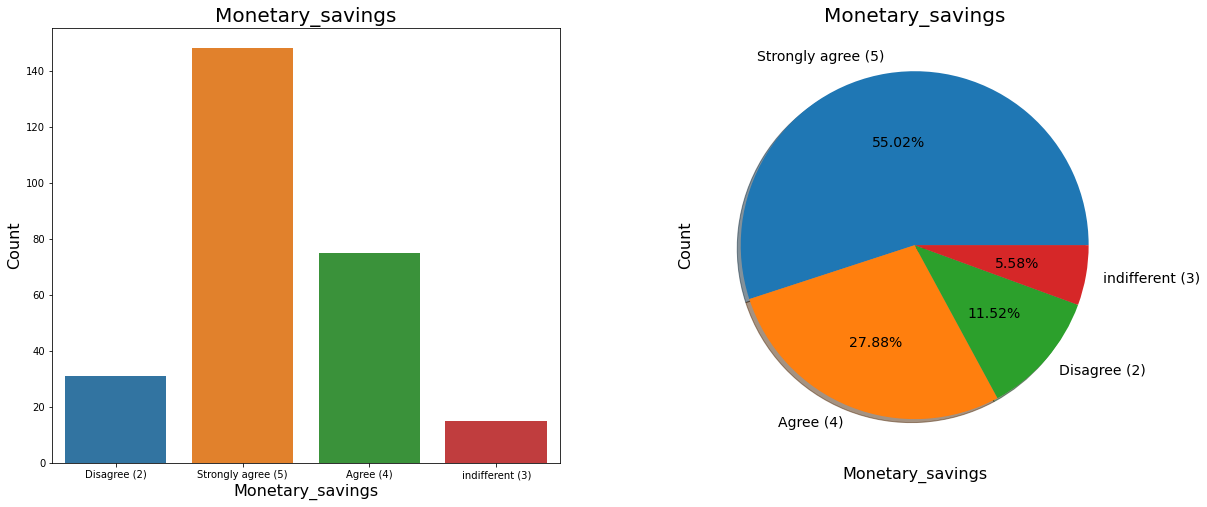 Monetary_savings
Count
140
120
100
80
60
40
20
0
Disagree (2) Strongly agree (5) Agree (4) indifferent (3)
Monetary_savings
Monetary_savings
Count
Strongly agree (5)
55.02%
5.58%
indifferent (3)
11.52%
27.88%
Disagree (2)
Agree (4)
Monetary_savings